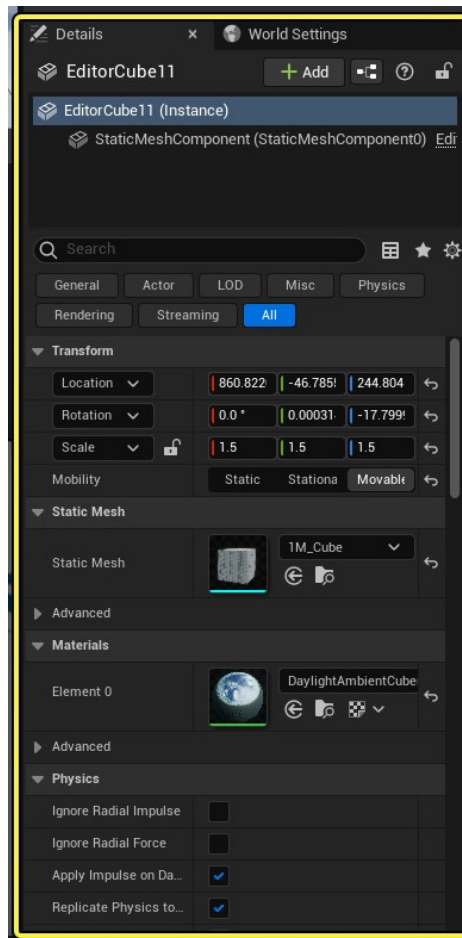 Details
World Settings
EditorCube11
+ Add
EditorCube11 (Instance)
StaticMeshComponent (StaticMeshComponent0) Edi
Search
General Actor LOD Misc Physics
Rendering Streaming All
Transform
Location 860.822 -46.785 244.804
Rotation 0.0 ° 0.00031 -17.799
Scale 1.5 1.5 1.5
Mobility Static Stationa Movable
Static Mesh
1M_Cube
Static Mesh
Advanced
Materials
DaylightAmbientCube
Element 0
Advanced
Physics
Ignore Radial Impulse
Ignore Radial Force
Apply Impulse on Da...
Replicate Physics to...